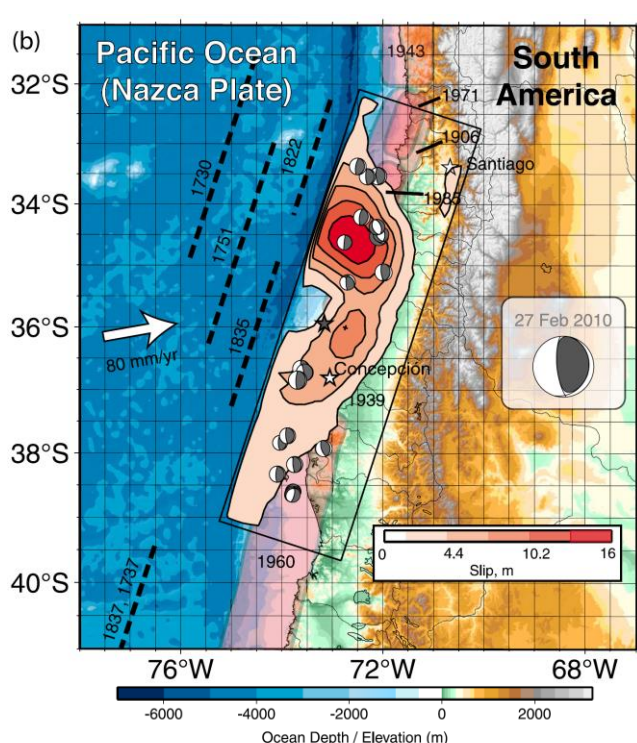 (b)
Pacific Ocean
(Nazca Plate)
South
America
1943
1971
1906
Santiago
1985
1730
1822
1751
1835
80 mm/yr
27 Feb 2010
Concepción
1939
1960
1837, 1737
0 4.4 10.2 16
Slip, m
32°S
34°S
36°S
38°S
40°S
76°W 72°W 68°W
-6000 -4000 -2000 0 2000
Ocean Depth / Elevation (m)